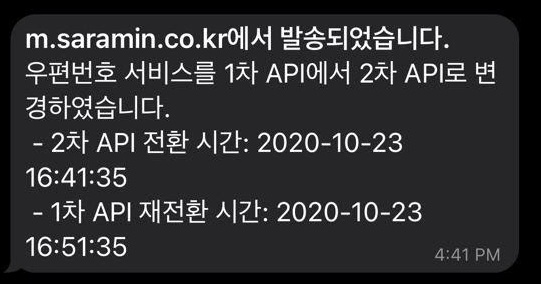 m.saramin.co.kr에서 발송되었습니다.
우편번호 서비스를 1차 API에서 2차 API로 변
경하였습니다.
- 2차 API 전환 시간: 2020-10-23
16:41:35
- 1차 API 재전환 시간: 2020-10-23
16:51:35
4:41 PM